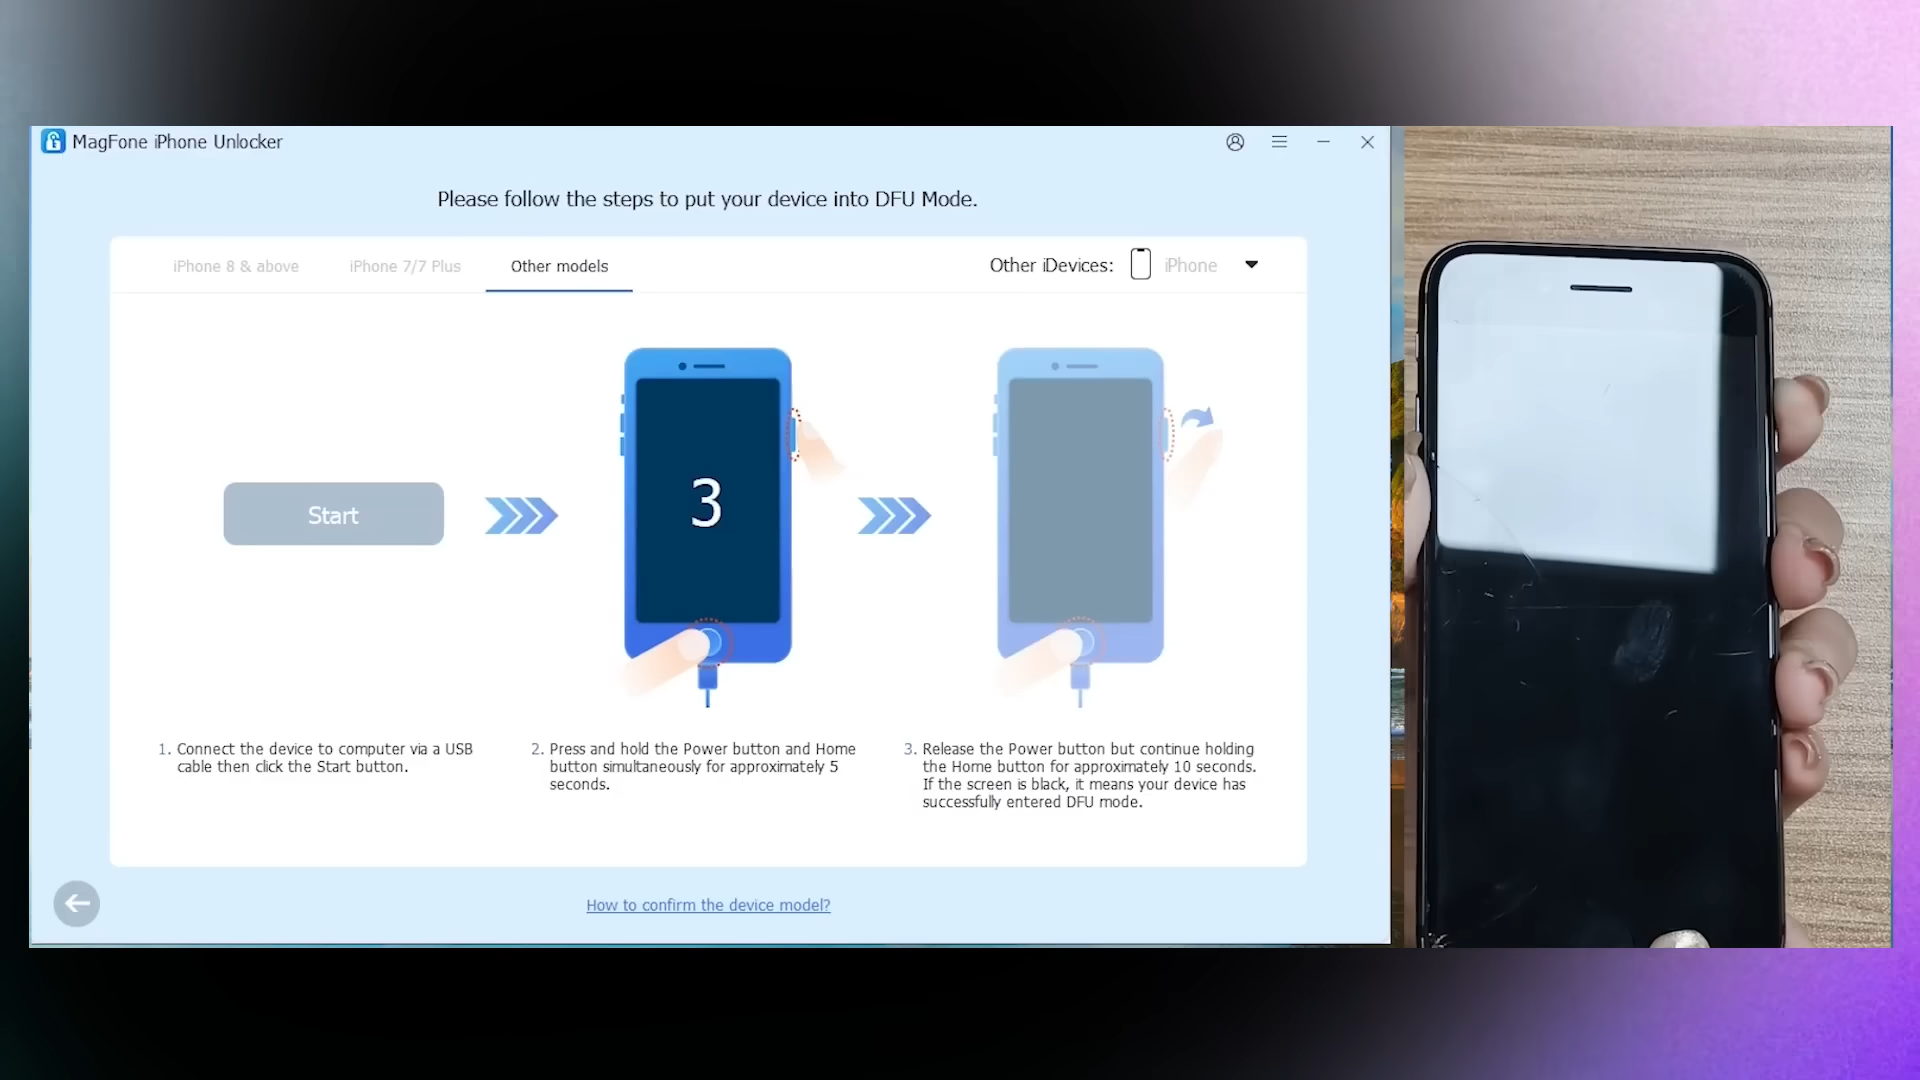 MagFone iPhone Unlocker
Please follow the steps to put your device into DFU Mode.
iPhone 8 & above
iPhone 7/7 Plus
Other models
Other iDevices:
iPhone
Start
3
1. Connect the device to computer via a USB
cable then click the Start button.
2. Press and hold the Power button and Home
button simultaneously for approximately 5
seconds.
3. Release the Power button but continue holding
the Home button for approximately 10 seconds.
If the screen is black, it means your device has
successfully entered DFU mode.
How to confirm the device model?